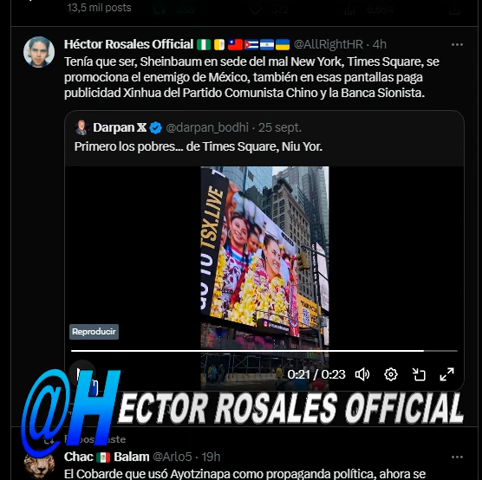 13,5 mil posts
Héctor Rosales Official @AllRightHR · 4h
Tenía que ser, Sheinbaum en sede del mal New York, Times Square, se
promociona el enemigo de México, también en esas pantallas paga
publicidad Xinhua del Partido Comunista Chino y la Banca Sionista.
Darpan X @darpan_bodhi · 25 sept.
Primero los pobres... de Times Square, Niu Yor.
GO TO TSX.LIVE
Reproducir
0:21 / 0:23
@HECTOR ROSALES OFFICIAL
Chac Balam @Arlo5 · 19h
El Cobarde que usó Ayotzinapa como propaganda política, ahora se